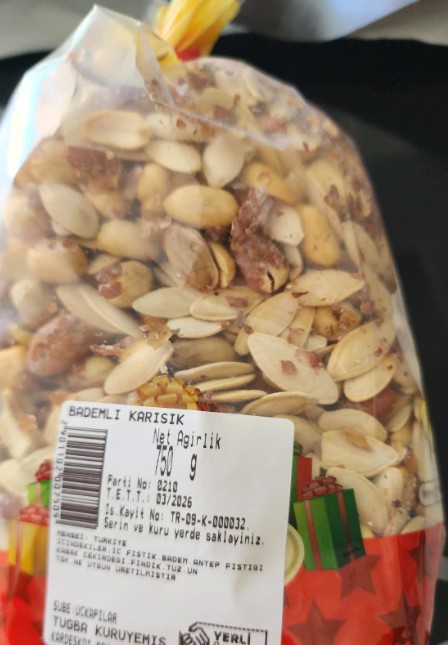 BADEMLI KARISIK
Net Agirlik
750 g
Parti No: 0210
T.E.T.T.: 03/2026
Is.Kayit No: TR-09-K-000032.
Serin ve kuru yerde saklayiniz.
MENSEI: TURKIYE
ICINDEKILER:IC FISTIK,BADEM,ANTEP FISTIGI
KABAK CEKIRDEGI FINDIK,TUZ UN
TGK NE UYGUN URETILMISTIR
SUBE:UCKAPILAR
TUGBA KURUYEMIS
YERLI